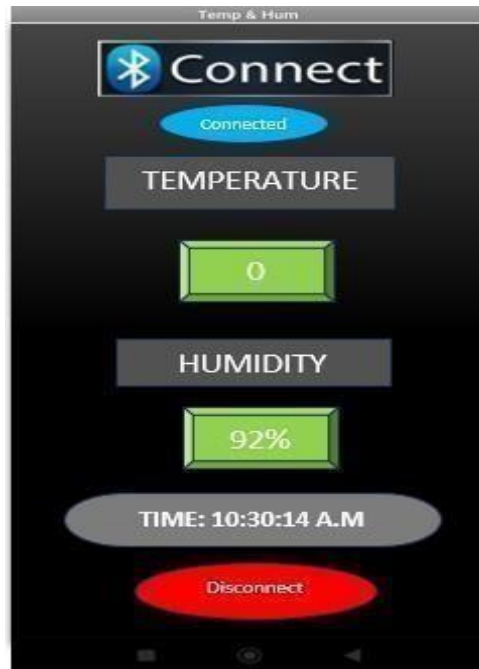 Temp & Hum
Connect
Connected
TEMPERATURE
0
HUMIDITY
92%
TIME: 10:30:14 A.M
Disconnect